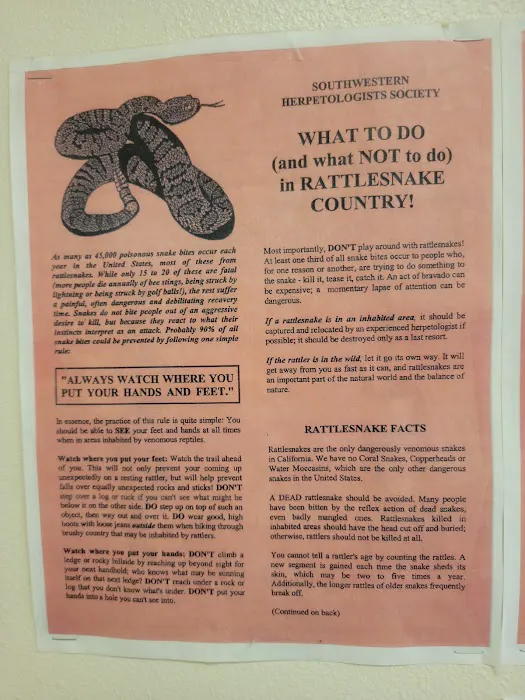 SOUTHWESTERN
HERPETOLOGISTS SOCIETY
WHAT TO DO
(and what NOT to do)
in RATTLESNAKE
COUNTRY!
As many as 45,000 poisonous snake bites occur each
year in the United States, most of these from
rattlesnakes. While only 15 to 20 of these are fatal
(more people die annually of bee stings, being struck by
lightning or being struck by golf balls!), the rest suffer
a painful, often dangerous and debilitating recovery
time. Snakes do not bite people out of an aggressive
desire to kill, but because they react to what their
instincts interpret as an attack. Probably 90% of all
snake bites could be prevented by following one simple
rule:
"ALWAYS WATCH WHERE YOU
PUT YOUR HANDS AND FEET."
In essence, the practice of this rule is quite simple: You
should be able to SEE your feet and hands at all times
when in areas inhabited by venomous reptiles.
Watch where you put your feet: Watch the trail ahead
of you. This will not only prevent your coming up
unexpectedly on a resting rattler, but will help prevent
falls over equally unexpected rocks and sticks! DON'T
step over a log or rock if you can't see what might be
below it on the other side. DO step up on top of such an
object, then way out and over it. DO wear good, high
boots with loose jeans outside them when hiking through
brushy country that may be inhabited by rattlers.
Watch where you put your hands: DON'T climb a
ledge or rocky hillside by reaching up beyond sight for
your next handhold; who knows what may be sunning
itself on that next ledge? DON'T reach under a rock or
log that you don't know what's under. DON'T put your
hands into a hole you can't see into.
Most importantly, DON'T play around with rattlesnakes!
At least one third of all snake bites occur to people who,
for one reason or another, are trying to do something to
the snake - kill it, tease it, catch it. An act of bravado can
be expensive; a momentary lapse of attention can be
dangerous.
If a rattlesnake is in an inhabited area, it should be
captured and relocated by an experienced herpetologist if
possible; it should be destroyed only as a last resort.
If the rattler is in the wild, let it go its own way. It will
get away from you as fast as it can, and rattlesnakes are
an important part of the natural world and the balance of
nature.
RATTLESNAKE FACTS
Rattlesnakes are the only dangerously venomous snakes
in California. We have no Coral Snakes, Copperheads or
Water Moccasins, which are the only other dangerous
snakes in the United States.
A DEAD rattlesnake should be avoided. Many people
have been bitten by the reflex action of dead snakes,
even badly mangled ones. Rattlesnakes killed in
inhabited areas should have the head cut off and buried;
otherwise, rattlers should not be killed at all.
You cannot tell a rattler's age by counting the rattles. A
new segment is gained each time the snake sheds its
skin, which may be two to five times a year.
Additionally, the longer rattles of older snakes frequently
break off.
(Continued on back)